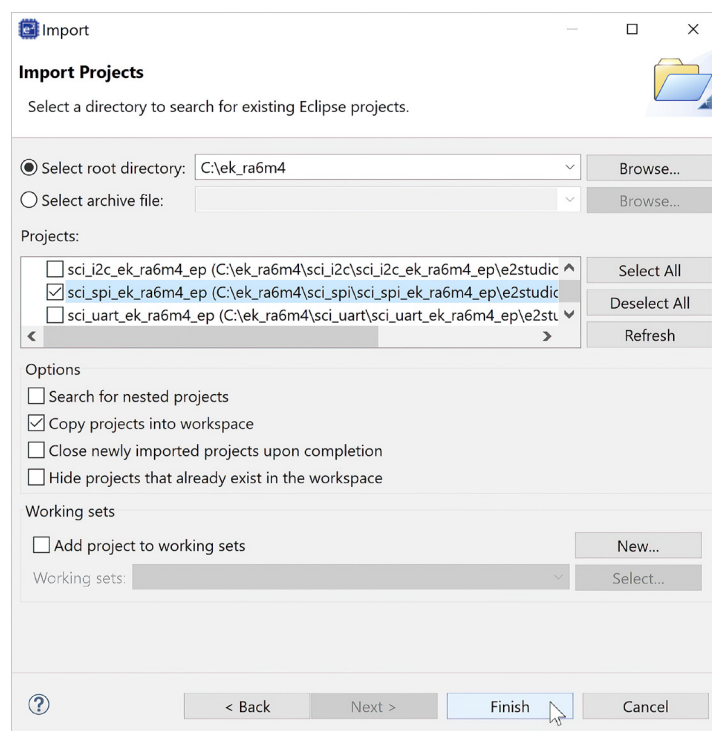 Import
Import Projects
Select a directory to search for existing Eclipse projects.
Select root directory: C:\ek_ra6m4 Browse...
Select archive file: Browse...
Projects:
sci_i2c_ek_ra6m4_ep (C:\ek_ra6m4\sci_i2c\sci_i2c_ek_ra6m4_ep\e2studic
sci_spi_ek_ra6m4_ep (C:\ek_ra6m4\sci_spi\sci_spi_ek_ra6m4_ep\e2studic
sci_uart_ek_ra6m4_ep (C:\ek_ra6m4\sci_uart\sci_uart_ek_ra6m4_ep\e2stu
Select All
Deselect All
Refresh
Options
Search for nested projects
Copy projects into workspace
Close newly imported projects upon completion
Hide projects that already exist in the workspace
Working sets
Add project to working sets New...
Working sets: Select...
? < Back Next > Finish Cancel